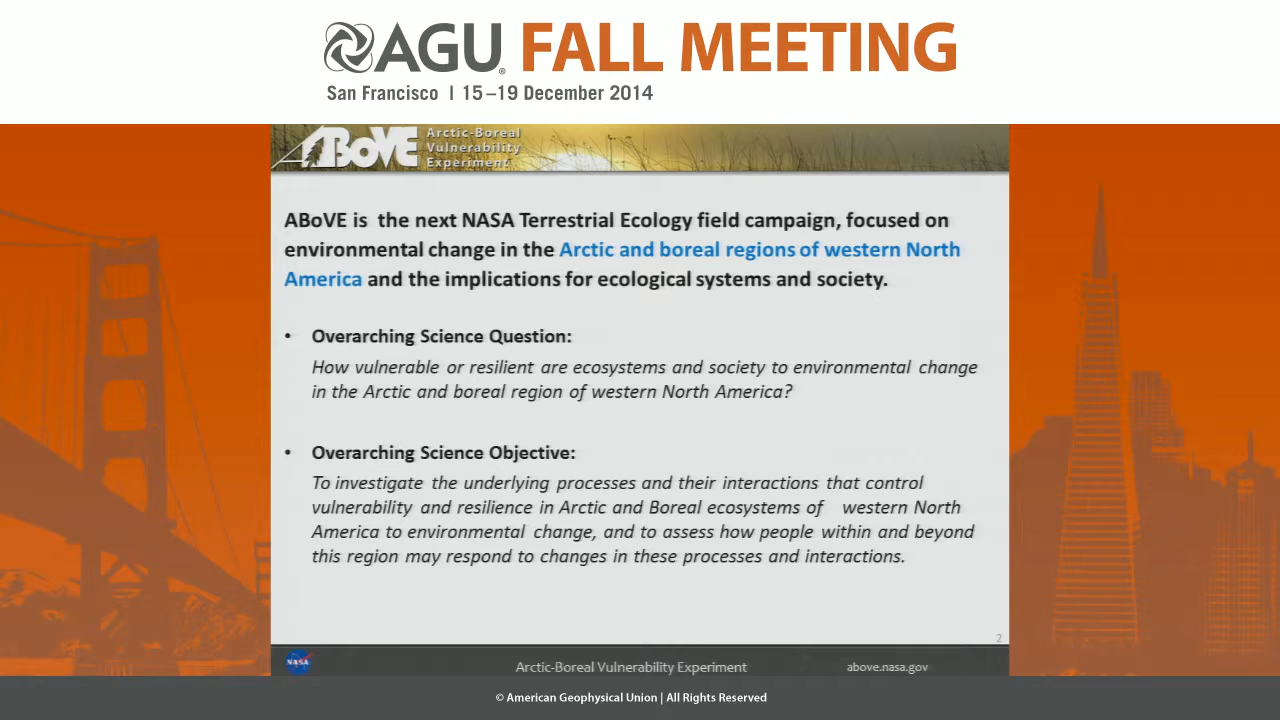 AGU® FALL MEETING
San Francisco | 15–19 December 2014
ABoVE Arctic-Boreal
Vulnerability
Experiment
ABoVE is the next NASA Terrestrial Ecology field campaign, focused on
environmental change in the Arctic and boreal regions of western North
America and the implications for ecological systems and society.
• Overarching Science Question:
How vulnerable or resilient are ecosystems and society to environmental change
in the Arctic and boreal region of western North America?
• Overarching Science Objective:
To investigate the underlying processes and their interactions that control
vulnerability and resilience in Arctic and Boreal ecosystems of western North
America to environmental change, and to assess how people within and beyond
this region may respond to changes in these processes and interactions.
2
NASA
Arctic-Boreal Vulnerability Experiment
above.nasa.gov
© American Geophysical Union | All Rights Reserved